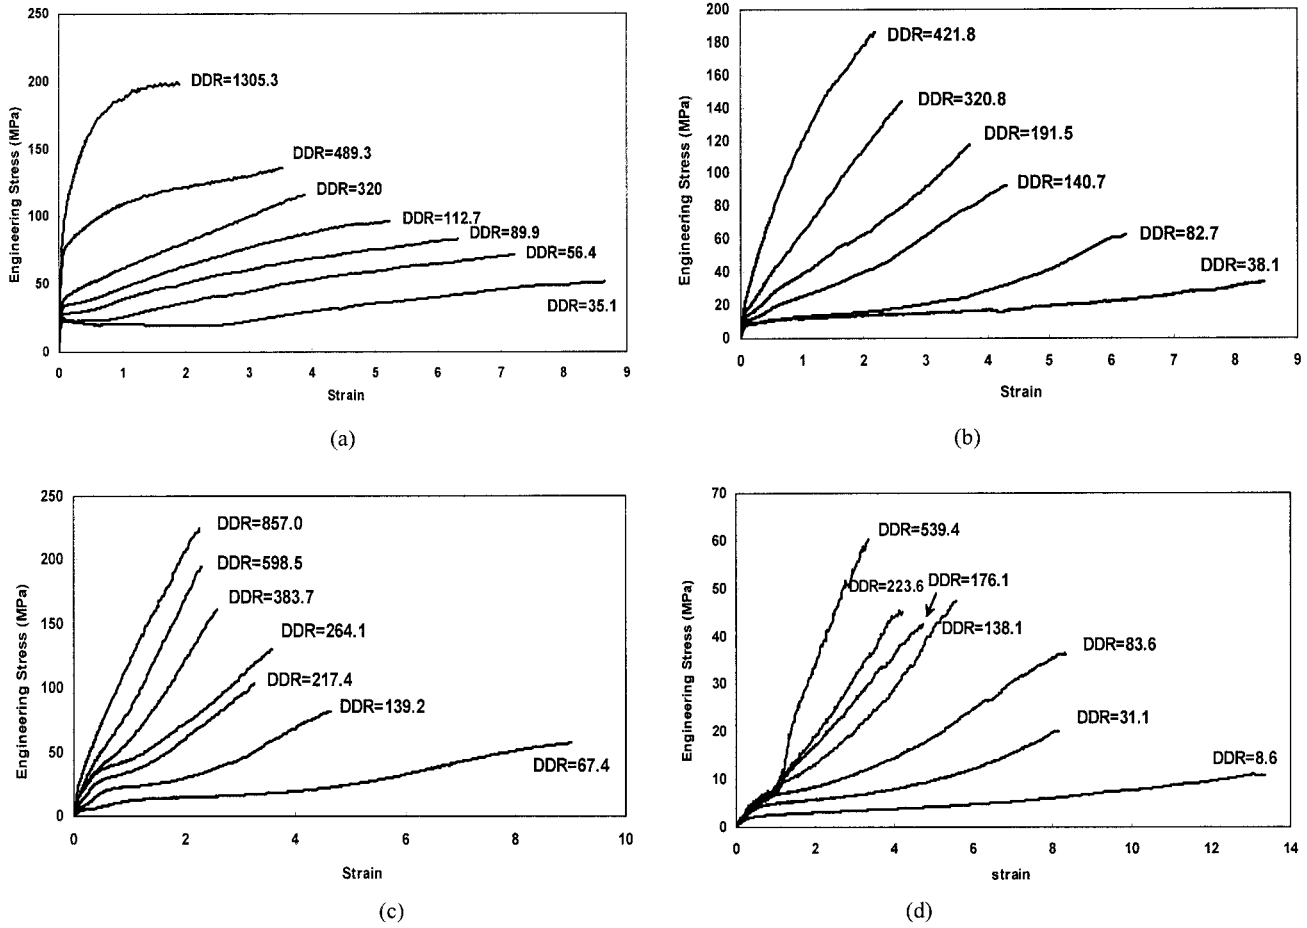 250
200
150
100
50
0
Engineering Stress (MPa)
DDR=1305.3
DDR=489.3
DDR=320
DDR=112.7
DDR=89.9
DDR=56.4
DDR=35.1
0 1 2 3 4 5 6 7 8 9
Strain
(a)
200
180
160
140
120
100
80
60
40
20
0
Engineering Stress (MPa)
DDR=421.8
DDR=320.8
DDR=191.5
DDR=140.7
DDR=82.7
DDR=38.1
0 1 2 3 4 5 6 7 8 9
Strain
(b)
250
200
150
100
50
0
Engineering Stress (MPa)
DDR=857.0
DDR=598.5
DDR=383.7
DDR=264.1
DDR=217.4
DDR=139.2
DDR=67.4
0 2 4 6 8 10
Strain
(c)
70
60
50
40
30
20
10
0
Engineering Stress (MPa)
DDR=539.4
DDR=223.6
DDR=176.1
DDR=138.1
DDR=83.6
DDR=31.1
DDR=8.6
0 2 4 6 8 10 12 14
strain
(d)